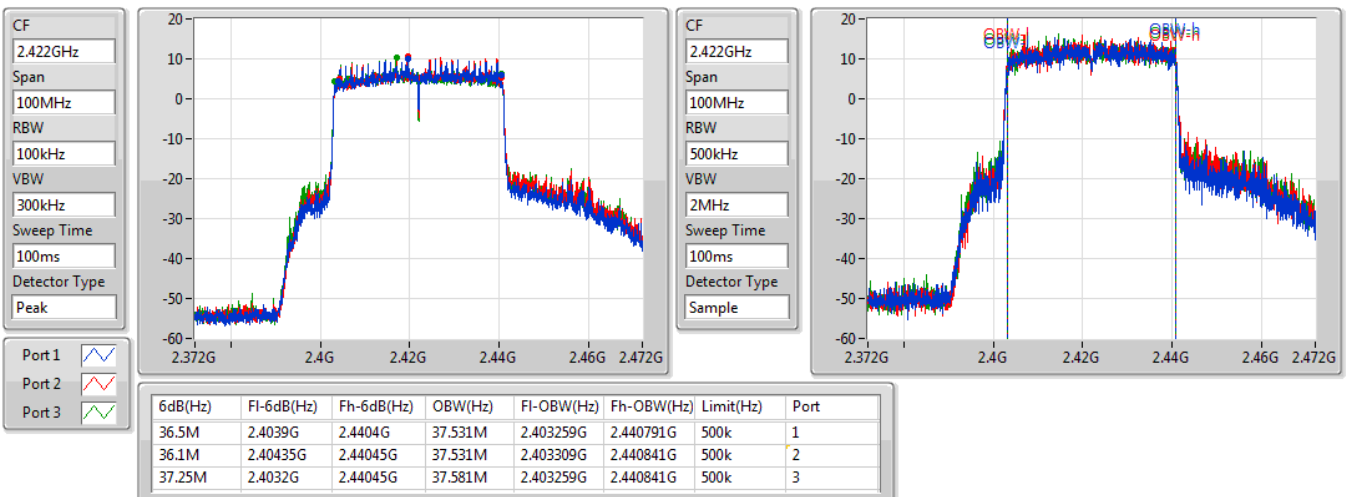 CF
2.422GHz
Span
100MHz
RBW
100kHz
VBW
300kHz
Sweep Time
100ms
Detector Type
Peak
20
10
0
-10
-20
-30
-40
-50
-60
2.372G 2.4G 2.42G 2.44G 2.46G 2.472G
CF
2.422GHz
Span
100MHz
RBW
500kHz
VBW
2MHz
Sweep Time
100ms
Detector Type
Sample
OBW-l OBW-h
20
10
0
-10
-20
-30
-40
-50
-60
2.372G 2.4G 2.42G 2.44G 2.46G 2.472G
Port 1
Port 2
Port 3
6dB(Hz) Fl-6dB(Hz) Fh-6dB(Hz) OBW(Hz) Fl-OBW(Hz) Fh-OBW(Hz) Limit(Hz) Port
36.5M 2.4039G 2.4404G 37.531M 2.403259G 2.440791G 500k 1
36.1M 2.40435G 2.44045G 37.531M 2.403309G 2.440841G 500k 2
37.25M 2.4032G 2.44045G 37.581M 2.403259G 2.440841G 500k 3